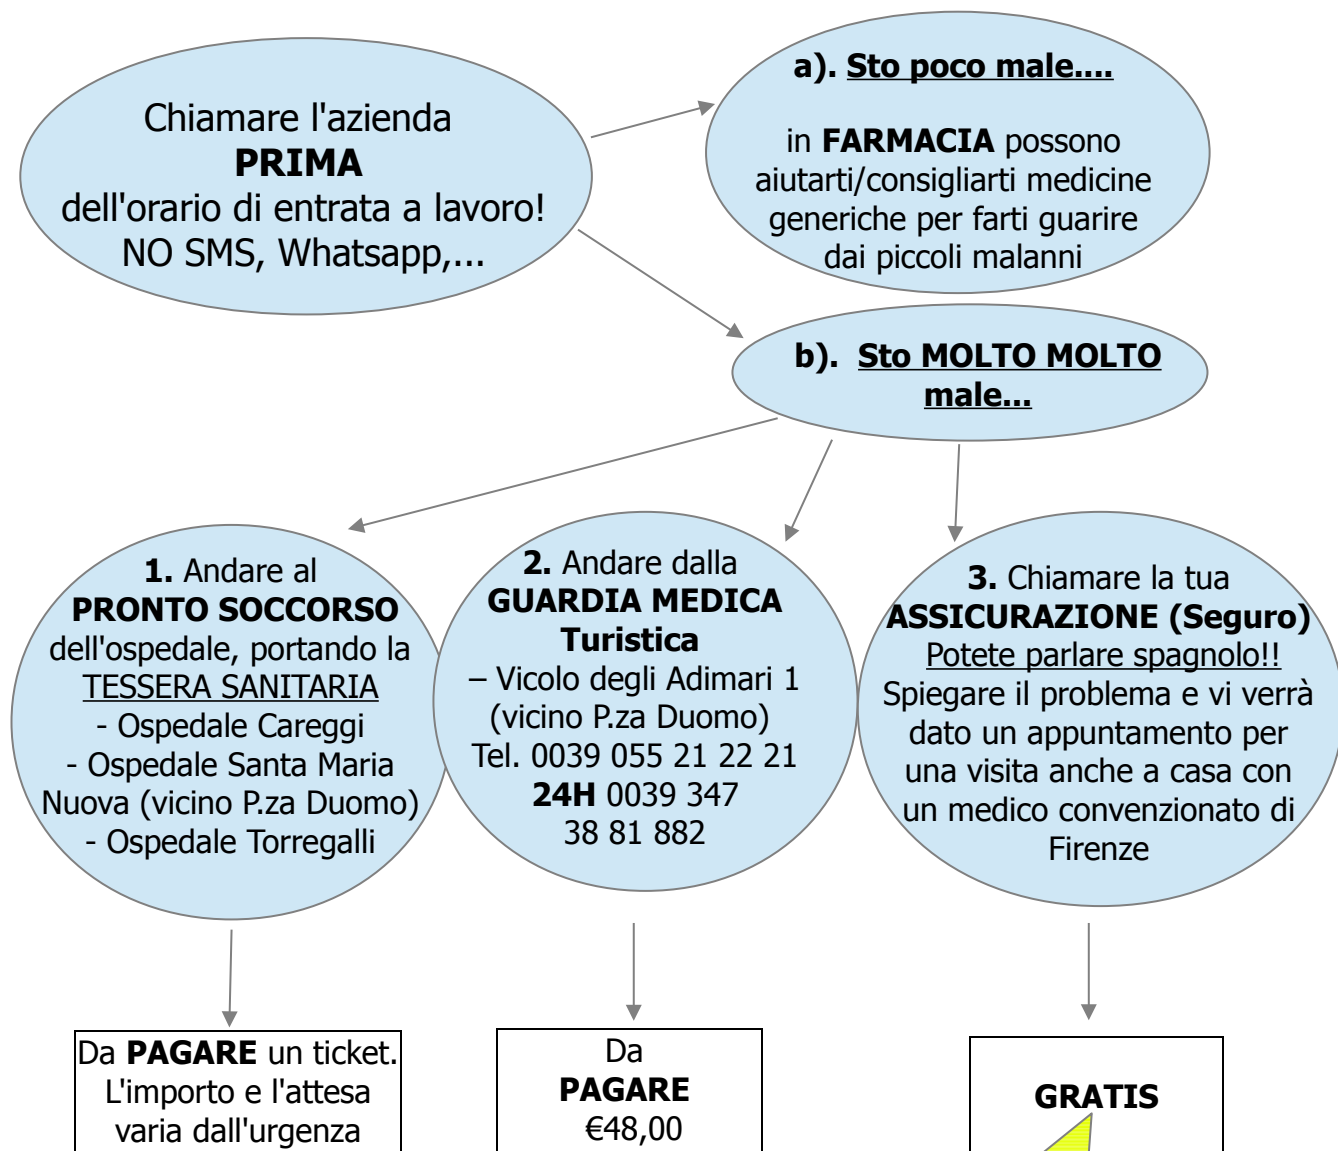 Chiamare l'azienda
PRIMA
dell'orario di entrata a lavoro!
NO SMS, Whatsapp,...
a). Sto poco male....
in FARMACIA possono
aiutarti/consigliarti medicine
generiche per farti guarire
dai piccoli malanni
b). Sto MOLTO MOLTO
male...
1. Andare al
PRONTO SOCCORSO
dell'ospedale, portando la
TESSERA SANITARIA
- Ospedale Careggi
- Ospedale Santa Maria
Nuova (vicino P.za Duomo)
- Ospedale Torregalli
2. Andare dalla
GUARDIA MEDICA
Turistica
– Vicolo degli Adimari 1
(vicino P.za Duomo)
Tel. 0039 055 21 22 21
24H 0039 347
38 81 882
3. Chiamare la tua
ASSICURAZIONE (Seguro)
Potete parlare spagnolo!!
Spiegare il problema e vi verrà
dato un appuntamento per
una visita anche a casa con
un medico convenzionato di
Firenze
Da PAGARE un ticket.
L'importo e l'attesa
varia dall'urgenza
Da
PAGARE
€48,00
GRATIS